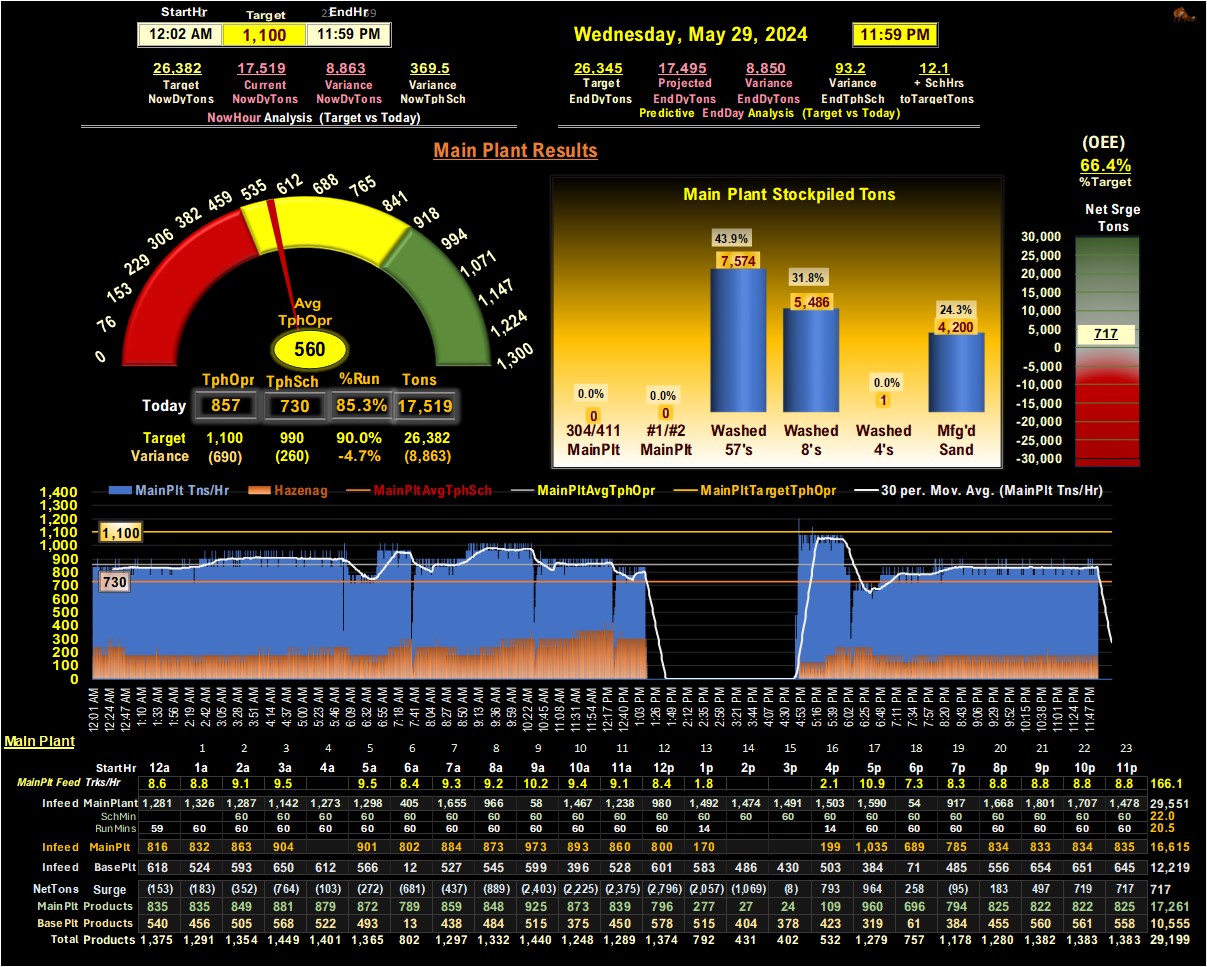 StartHr Target EndHr
12:02 AM 1,100 11:59 PM
Wednesday, May 29, 2024 11:59 PM
26,382 17,519 8,863 369.5
Target Current Variance Variance
NowDyTons NowDyTons NowDyTons NowTphSch
NowHour Analysis (Target vs Today)
26,345 17,495 8,850 93.2 12.1
Target Projected Variance Variance + SchHrs
EndDyTons EndDyTons EndDyTons EndTphSch toTargetTons
Predictive EndDay Analysis (Target vs Today)
Main Plant Results
(OEE)
66.4%
%Target
Net Srge
Tons
30,000
25,000
20,000
15,000
10,000
5,000
0
-5,000
-10,000
-15,000
-20,000
-25,000
-30,000
717
0 76 153 229 306 382 459 535 612 688 765 841 918 994 1,071 1,147 1,224 1,300
Avg
TphOpr
560
TphOpr TphSch %Run Tons
Today 857 730 85.3% 17,519
Target 1,100 990 90.0% 26,382
Variance (690) (260) -4.7% (8,863)
Main Plant Stockpiled Tons
0.0% 0.0% 43.9% 31.8% 0.0% 24.3%
0 0 7,574 5,486 1 4,200
304/411 #1/#2 Washed Washed Washed Mfg'd
MainPlt MainPlt 57's 8's 4's Sand
MainPlt Tns/Hr Hazenag MainPltAvgTphSch MainPltAvgTphOpr MainPltTargetTphOpr 30 per. Mov. Avg. (MainPlt Tns/Hr)
1,400
1,300
1,200
1,100
1,000
900
800
700
600
500
400
300
200
100
0
1,100
730
12:01 AM 12:24 AM 12:47 AM 1:10 AM 1:33 AM 1:56 AM 2:19 AM 2:42 AM 3:05 AM 3:28 AM 3:51 AM 4:14 AM 4:37 AM 5:00 AM 5:23 AM 5:46 AM 6:09 AM 6:32 AM 6:55 AM 7:18 AM 7:41 AM 8:04 AM 8:27 AM 8:50 AM 9:13 AM 9:36 AM 9:59 AM 10:22 AM 10:45 AM 11:08 AM 11:31 AM 11:54 AM 12:17 PM 12:40 PM 1:03 PM 1:26 PM 1:49 PM 2:12 PM 2:35 PM 2:58 PM 3:21 PM 3:44 PM 4:07 PM 4:30 PM 4:53 PM 5:16 PM 5:39 PM 6:02 PM 6:25 PM 6:48 PM 7:11 PM 7:34 PM 7:57 PM 8:20 PM 8:43 PM 9:06 PM 9:29 PM 9:52 PM 10:15 PM 10:38 PM 11:01 PM 11:24 PM 11:47 PM
Main Plant
1 2 3 4 5 6 7 8 9 10 11 12 13 14 15 16 17 18 19 20 21 22 23
StartHr 12a 1a 2a 3a 4a 5a 6a 7a 8a 9a 10a 11a 12p 1p 2p 3p 4p 5p 6p 7p 8p 9p 10p 11p
MainPlt Feed Trks/Hr 8.6 8.8 9.1 9.5 9.5 8.4 9.3 9.2 10.2 9.4 9.1 8.4 1.8 2.1 10.9 7.3 8.3 8.8 8.8 8.8 8.8 166.1
Infeed MainPlant 1,281 1,326 1,287 1,142 1,273 1,298 405 1,655 966 58 1,467 1,238 980 1,492 1,474 1,491 1,503 1,590 54 917 1,668 1,801 1,707 1,478 29,551
SchMin 60 60 60 60 60 60 60 60 60 60 60 60 60 60 60 60 60 60 60 60 60 60 22.0
RunMins 59 60 60 60 60 60 60 60 60 60 60 60 14 14 60 60 60 60 60 60 60 20.5
Infeed MainPlt 816 832 863 904 901 802 884 873 973 893 860 800 170 199 1,035 689 785 834 833 834 835 16,615
Infeed BasePlt 618 524 593 650 612 566 12 527 545 599 396 528 601 583 486 430 503 384 71 485 556 654 651 645 12,219
NetTons Surge (153) (183) (352) (764) (103) (272) (681) (437) (889) (2,403) (2,225) (2,375) (2,796) (2,057) (1,069) (8) 793 964 258 (95) 183 497 719 717 717
MainPlt Products 835 835 849 881 879 872 789 859 848 925 873 839 796 277 27 24 109 960 696 794 825 822 822 825 17,261
BasePlt Products 540 456 505 568 522 493 13 438 484 515 375 450 578 515 404 378 423 319 61 384 455 560 561 558 10,555
Total Products 1,375 1,291 1,354 1,449 1,401 1,365 802 1,297 1,332 1,440 1,248 1,289 1,374 792 431 402 532 1,279 757 1,178 1,280 1,382 1,383 1,383 29,199